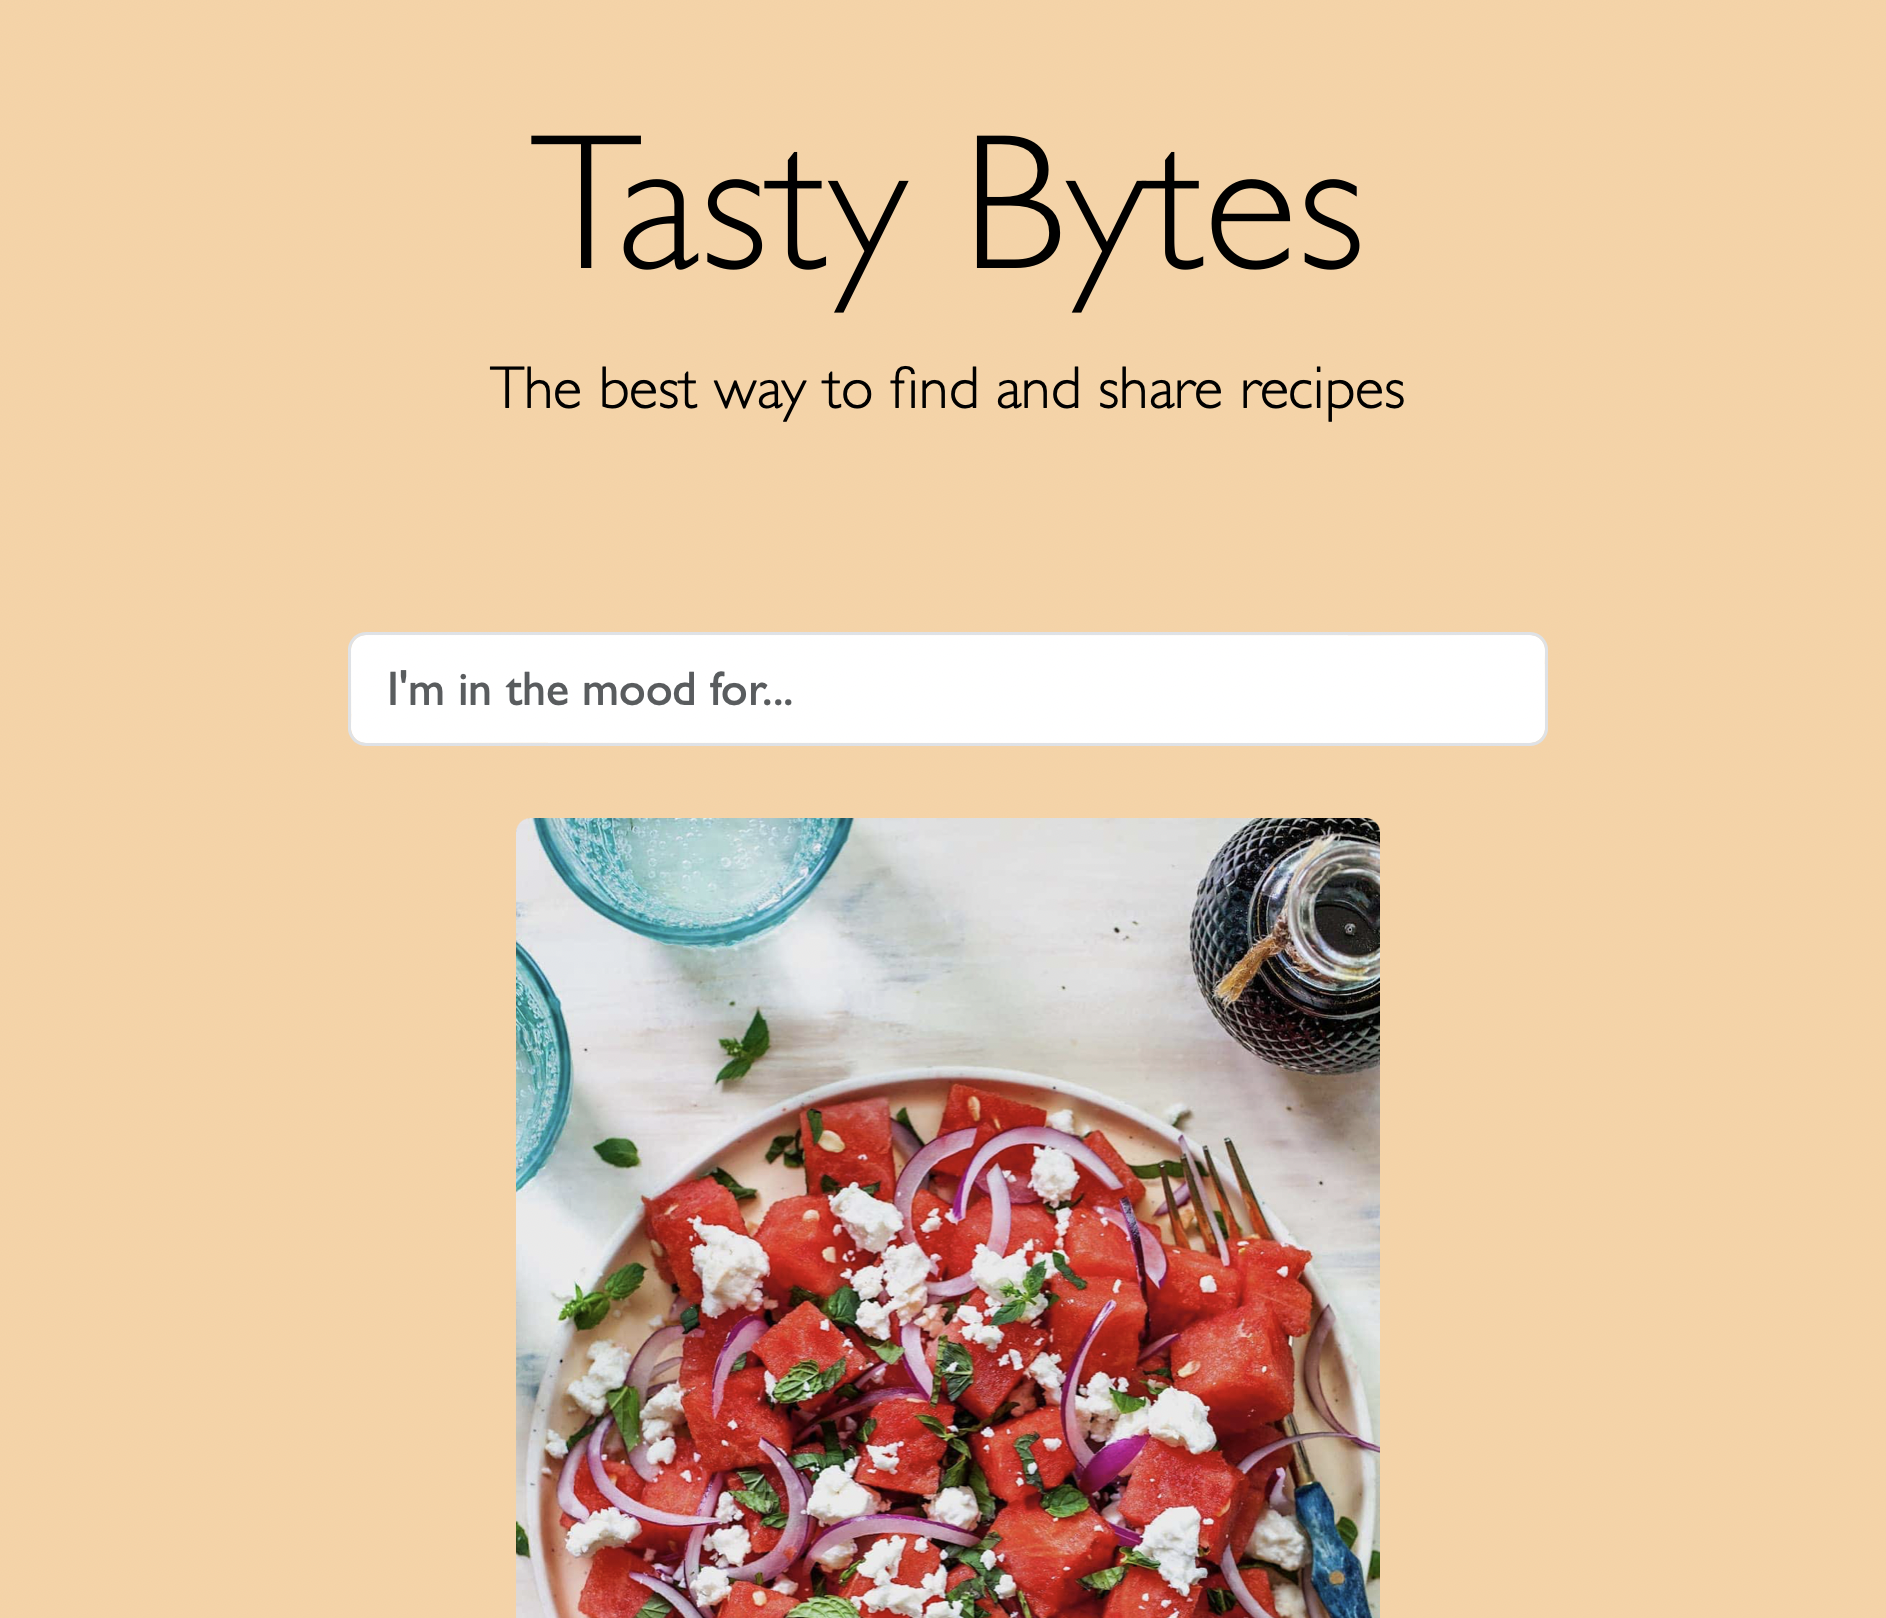 Tasty Bytes
The best way to find and share recipes
I'm in the mood for...